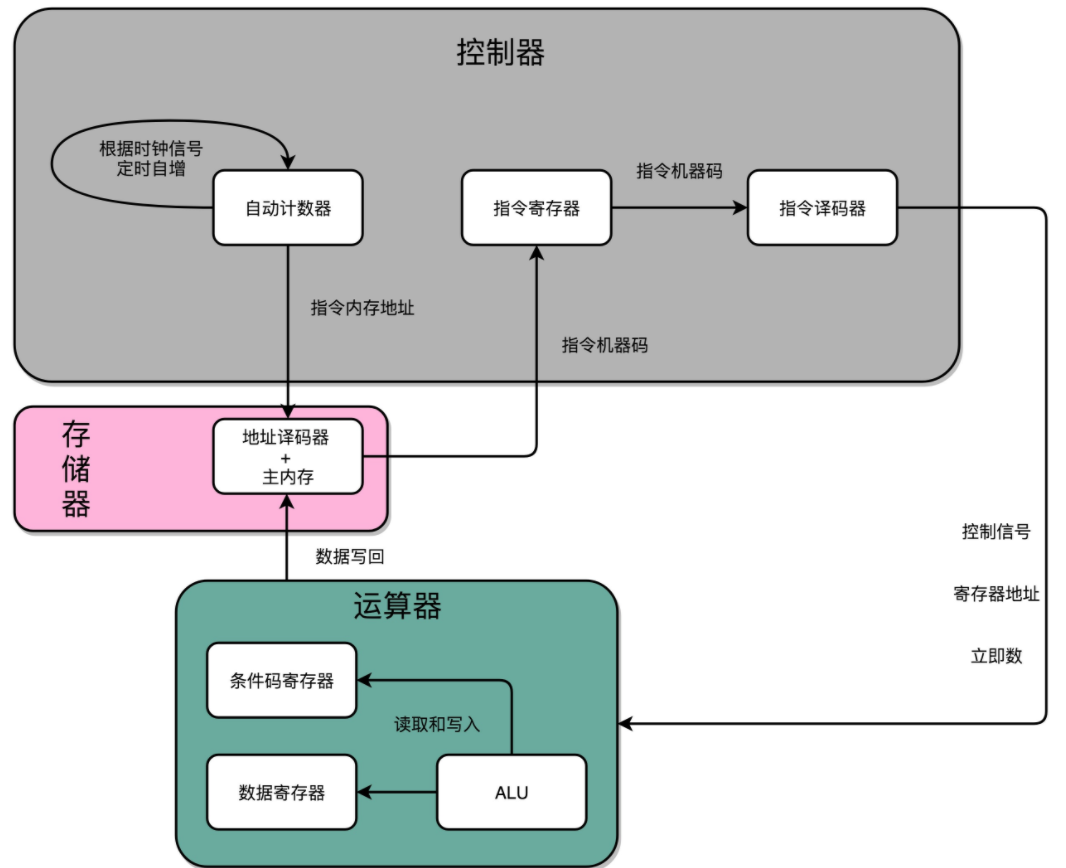 控制器
根据时钟信号
定时自增
自动计数器
指令寄存器
指令机器码
指令译码器
指令内存地址
指令机器码
存
储
器
地址译码器
+
主内存
控制信号
数据写回
寄存器地址
运算器
立即数
条件码寄存器
读取和写入
数据寄存器
ALU